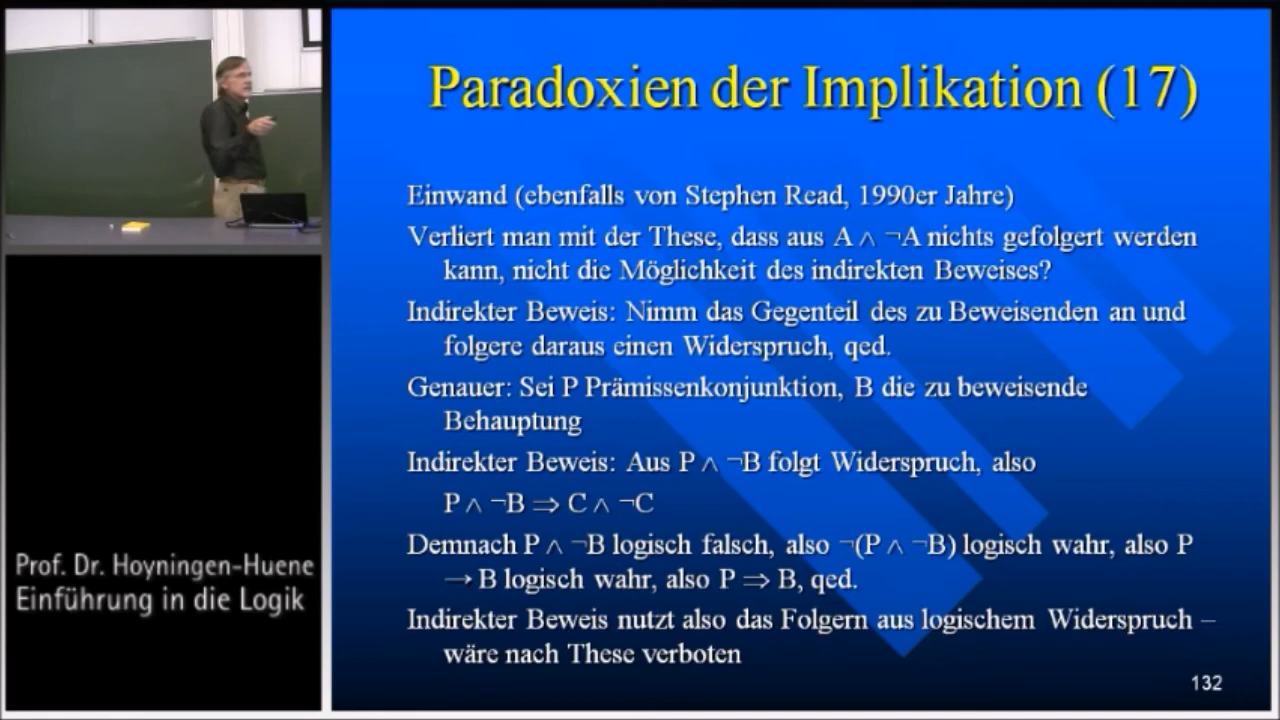 Paradoxien der Implikation (17)
Einwand (ebenfalls von Stephen Read, 1990er Jahre)
Verliert man mit der These, dass aus A ∧ ¬A nichts gefolgert werden
kann, nicht die Möglichkeit des indirekten Beweises?
Indirekter Beweis: Nimm das Gegenteil des zu Beweisenden an und
folgere daraus einen Widerspruch, qed.
Genauer: Sei P Prämissenkonjunktion, B die zu beweisende
Behauptung
Indirekter Beweis: Aus P ∧ ¬B folgt Widerspruch, also
P ∧ ¬B ⇒ C ∧ ¬C
Demnach P ∧ ¬B logisch falsch, also ¬(P ∧ ¬B) logisch wahr, also P
→ B logisch wahr, also P ⇒ B, qed.
Indirekter Beweis nutzt also das Folgern aus logischem Widerspruch –
wäre nach These verboten
132
Prof. Dr. Hoyningen-Huene
Einführung in die Logik